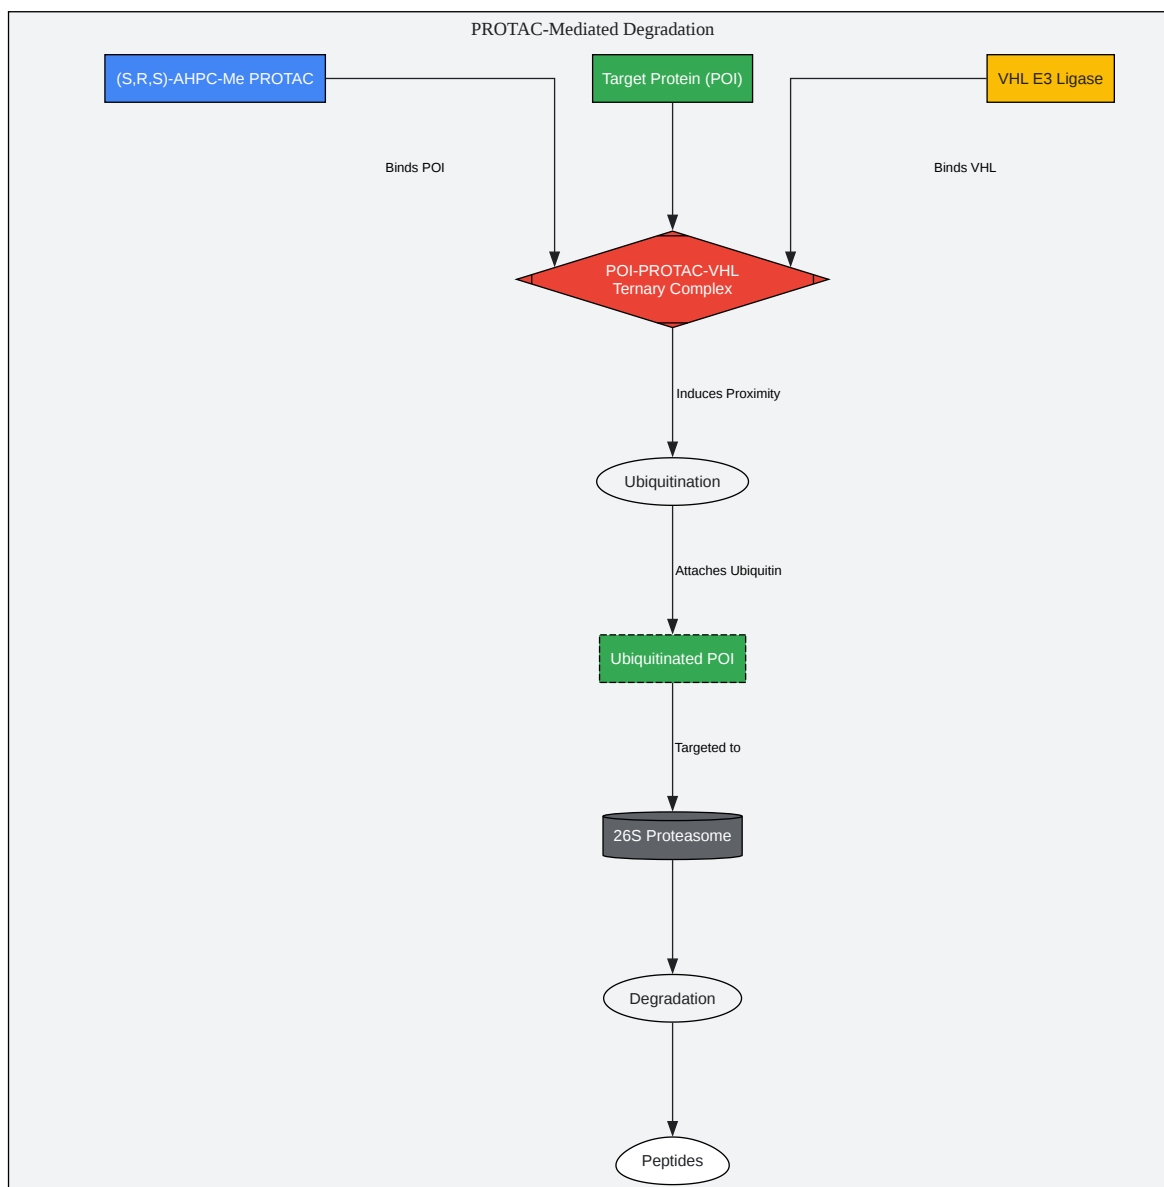 PROTAC-Mediated Degradation
(S,R,S)-AHPC-Me PROTAC
Target Protein (POI)
VHL E3 Ligase
Binds POI
Binds VHL
POI-PROTAC-VHL
Ternary Complex
Induces Proximity
Ubiquitination
Attaches Ubiquitin
Ubiquitinated POI
Targeted to
26S Proteasome
Degradation
Peptides